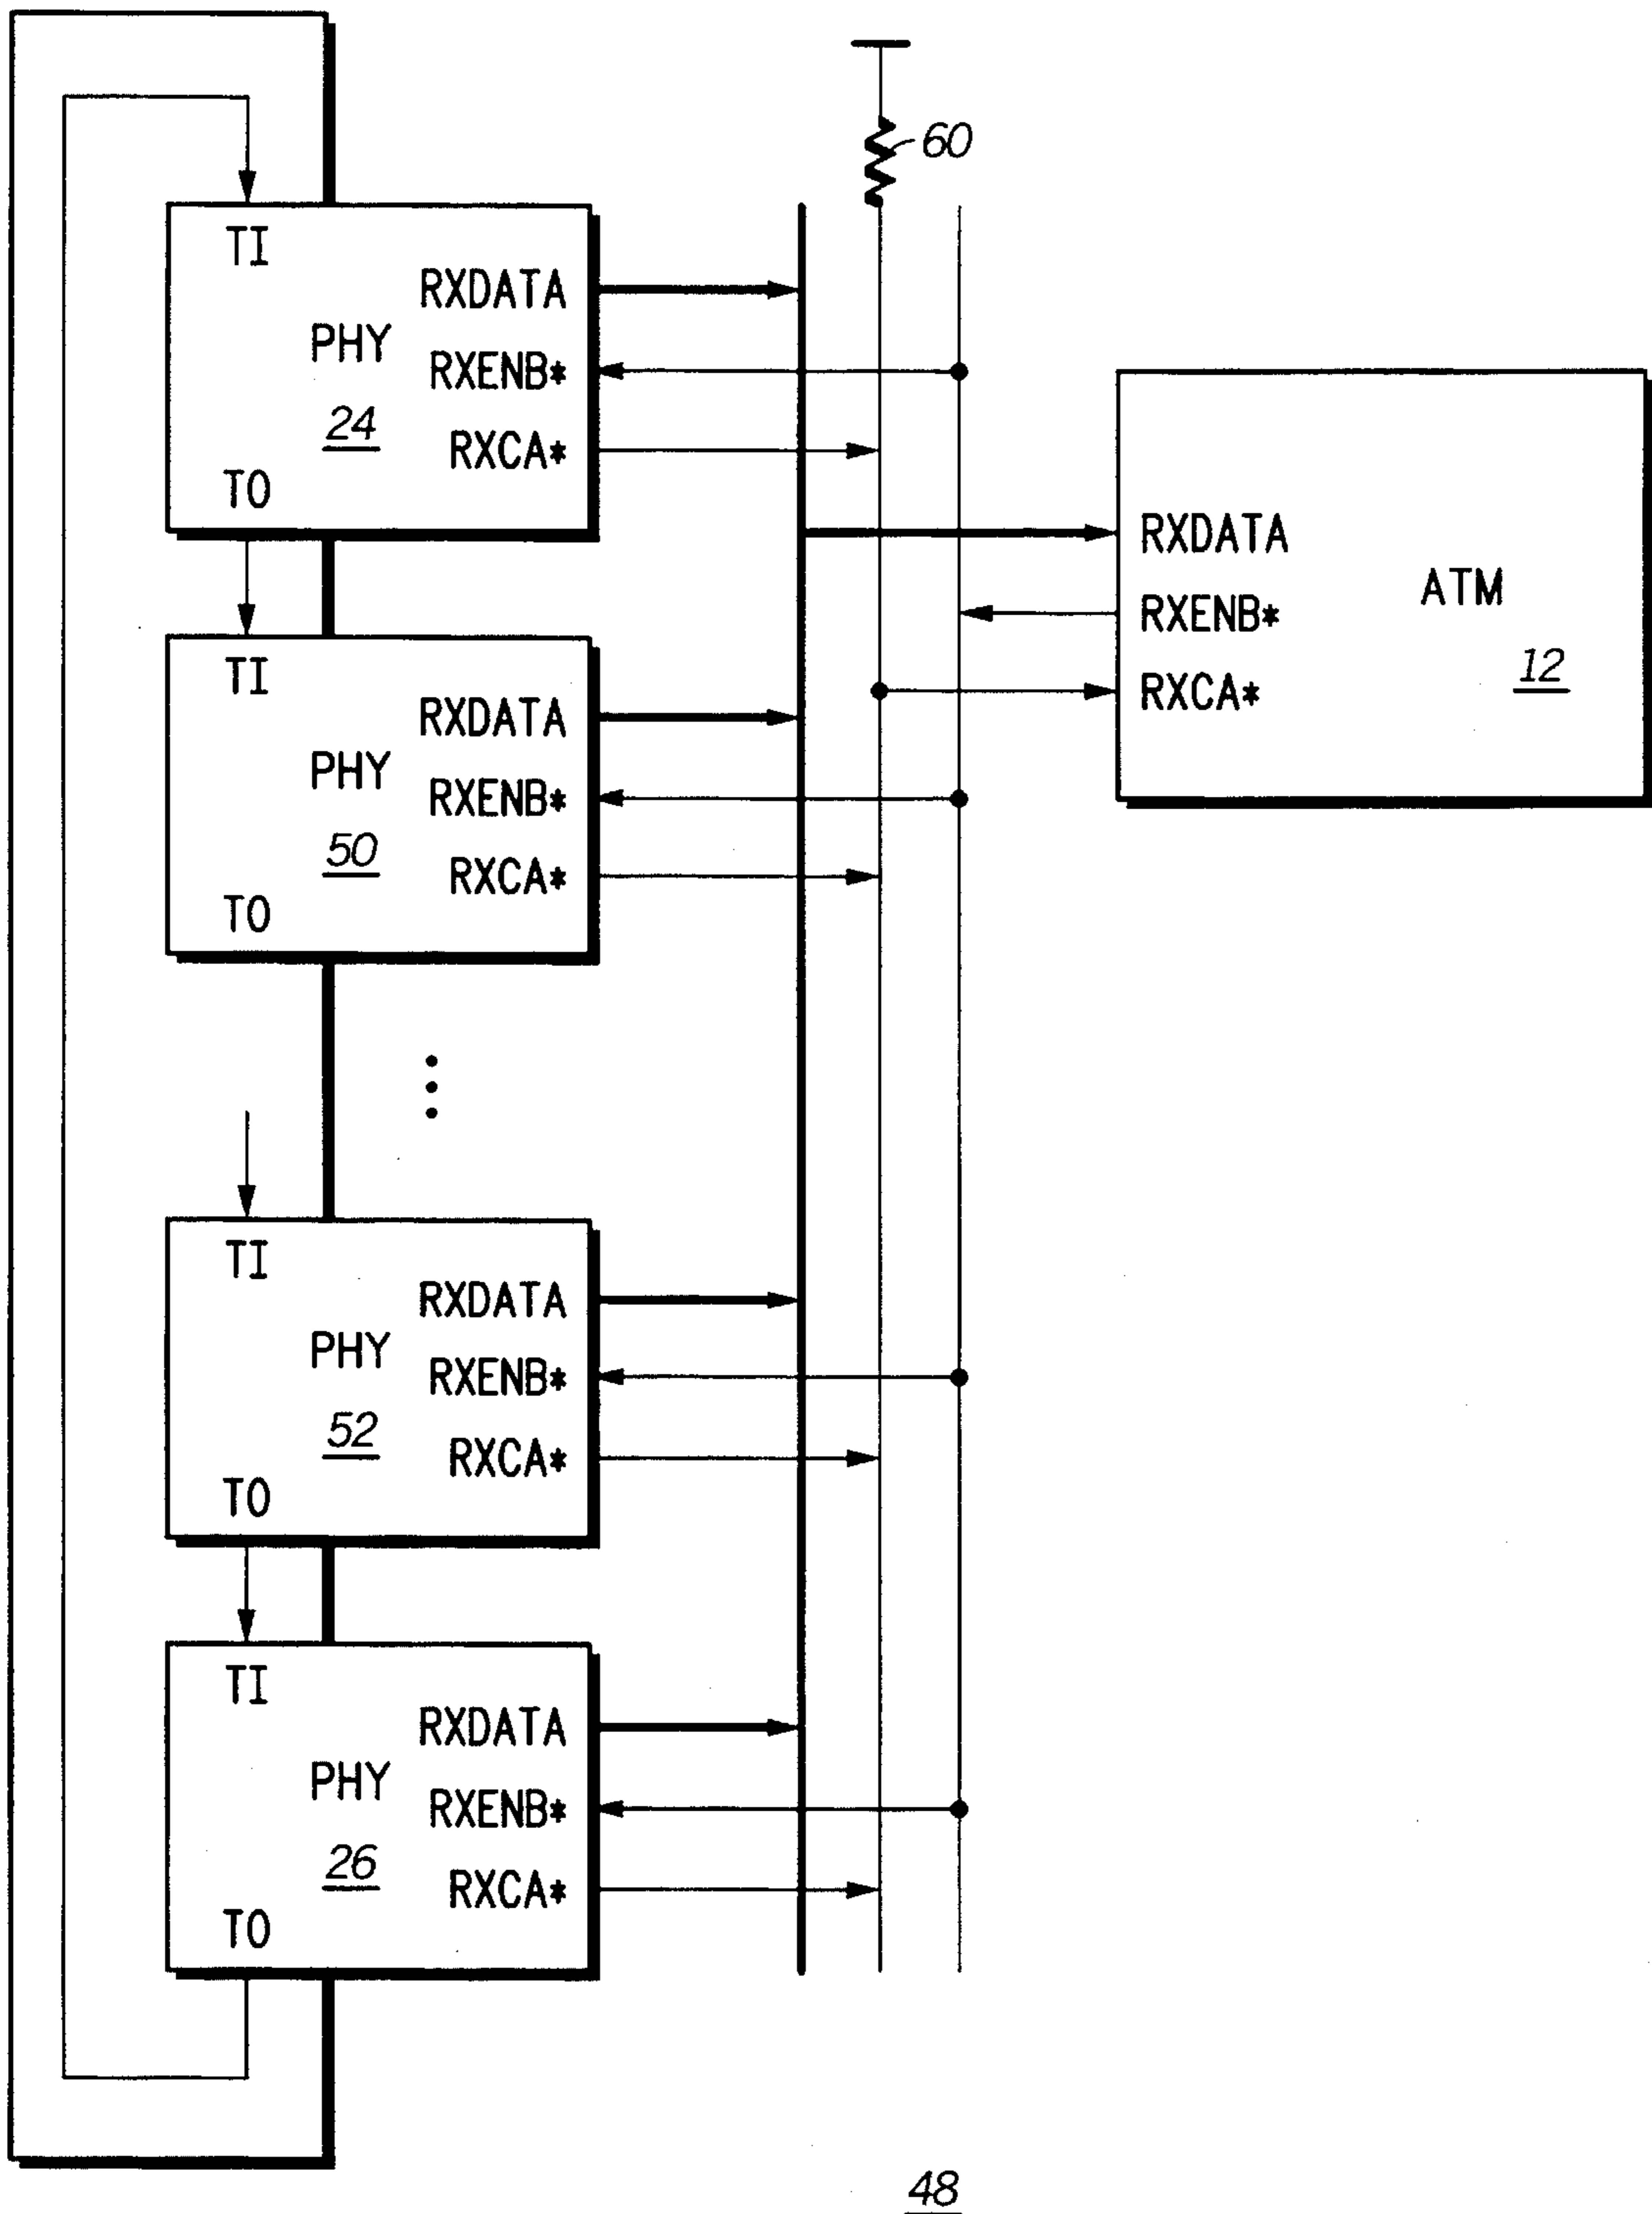 60
TI
RXDATA
PHY
RXENB*
24
RXCA*
TO
RXDATA
ATM
RXENB*
12
RXCA*
TI
RXDATA
PHY
RXENB*
50
RXCA*
TO
TI
RXDATA
PHY
RXENB*
52
RXCA*
TO
TI
RXDATA
PHY
RXENB*
26
RXCA*
TO
48